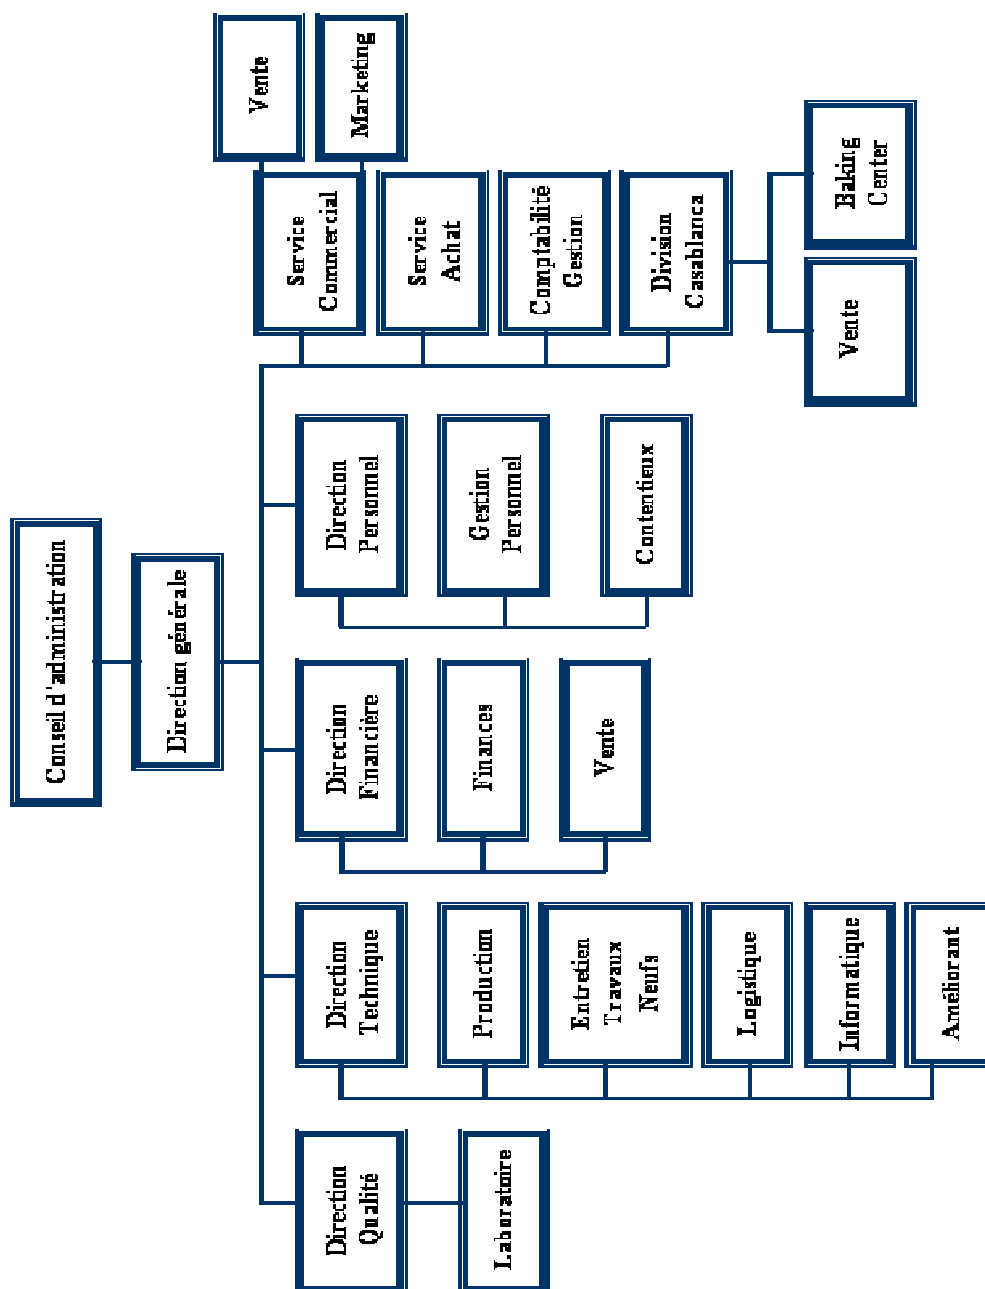 Conseil d'administration
Direction générale
Direction
Qualité
Direction
Technique
Direction
Financière
Direction
Personnel
Service
Commercial
Vente
Marketing
Service
Achat
Comptabilité
Gestion
Division
Casablanca
Vente
Baking
Center
Laboratoire
Production
Entretien
Travaux
Neufs
Logistique
Informatique
Améliorant
Finances
Vente
Gestion
Personnel
Contentieux